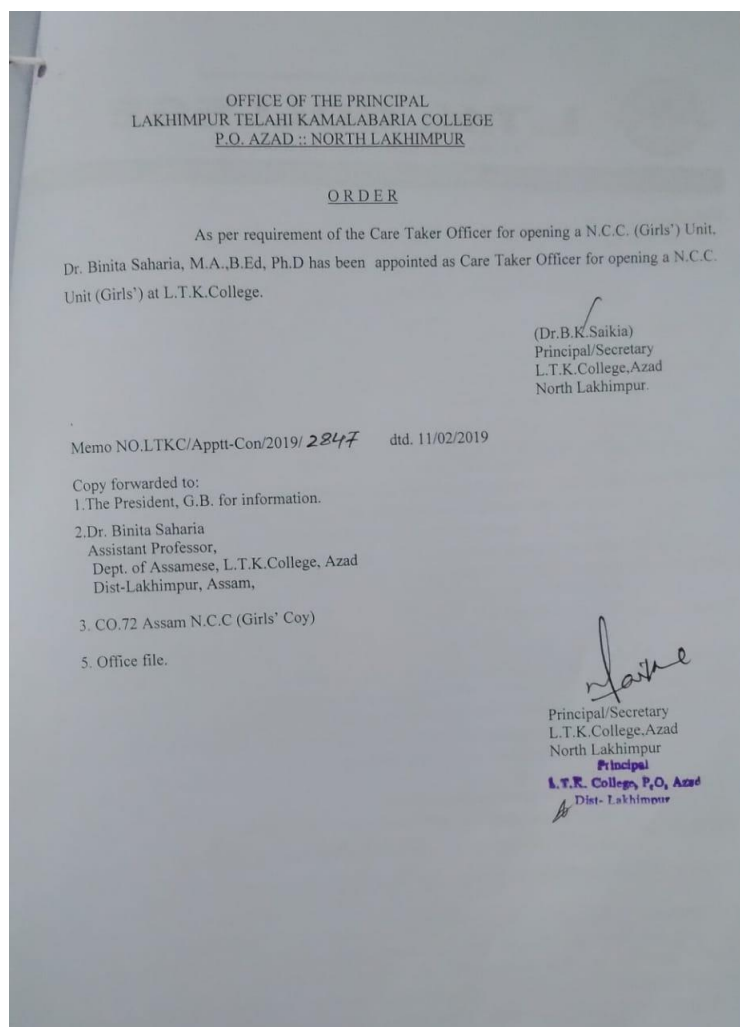 OFFICE OF THE PRINCIPAL
LAKHIMPUR TELAHI KAMALABARIA COLLEGE
P.O. AZAD :: NORTH LAKHIMPUR
ORDER
As per requirement of the Care Taker Officer for opening a N.C.C. (Girls') Unit,
Dr. Binita Saharia, M.A.,B.Ed, Ph.D has been appointed as Care Taker Officer for opening a N.C.C.
Unit (Girls') at L.T.K.College.
(Dr.B.K.Saikia)
Principal/Secretary
L.T.K.College,Azad
North Lakhimpur.
Memo NO.LTKC/Apptt-Con/2019/ 2847 dtd. 11/02/2019
Copy forwarded to:
1.The President, G.B. for information.
2.Dr. Binita Saharia
Assistant Professor,
Dept. of Assamese, L.T.K.College, Azad
Dist-Lakhimpur, Assam,
3. CO.72 Assam N.C.C (Girls' Coy)
5. Office file.
Principal/Secretary
L.T.K.College,Azad
North Lakhimpur
Principal
L.T.K. College, P.O, Azad
Dist- Lakhimpur